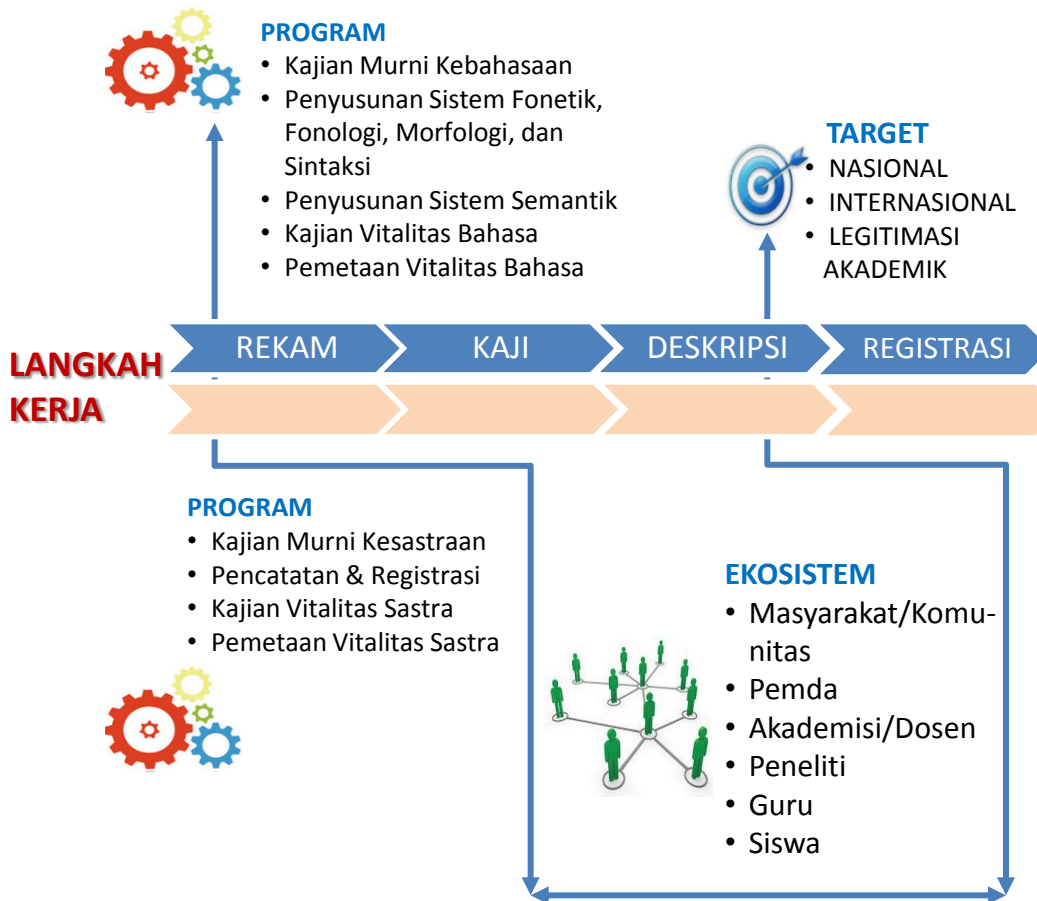 PROGRAM
• Kajian Murni Kebahasaan
• Penyusunan Sistem Fonetik,
Fonologi, Morfologi, dan
Sintaksi
• Penyusunan Sistem Semantik
• Kajian Vitalitas Bahasa
• Pemetaan Vitalitas Bahasa
TARGET
• NASIONAL
• INTERNASIONAL
• LEGITIMASI
AKADEMIK
LANGKAH
KERJA
REKAM
KAJI
DESKRIPSI
REGISTRASI
PROGRAM
• Kajian Murni Kesastraan
• Pencatatan & Registrasi
• Kajian Vitalitas Sastra
• Pemetaan Vitalitas Sastra
EKOSISTEM
• Masyarakat/Komu-
nitas
• Pemda
• Akademisi/Dosen
• Peneliti
• Guru
• Siswa